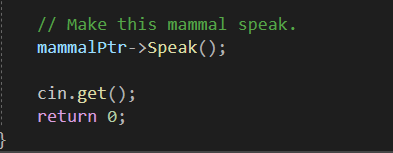 // Make this mammal speak.
mammalPtr->Speak();
cin.get();
return 0;
}